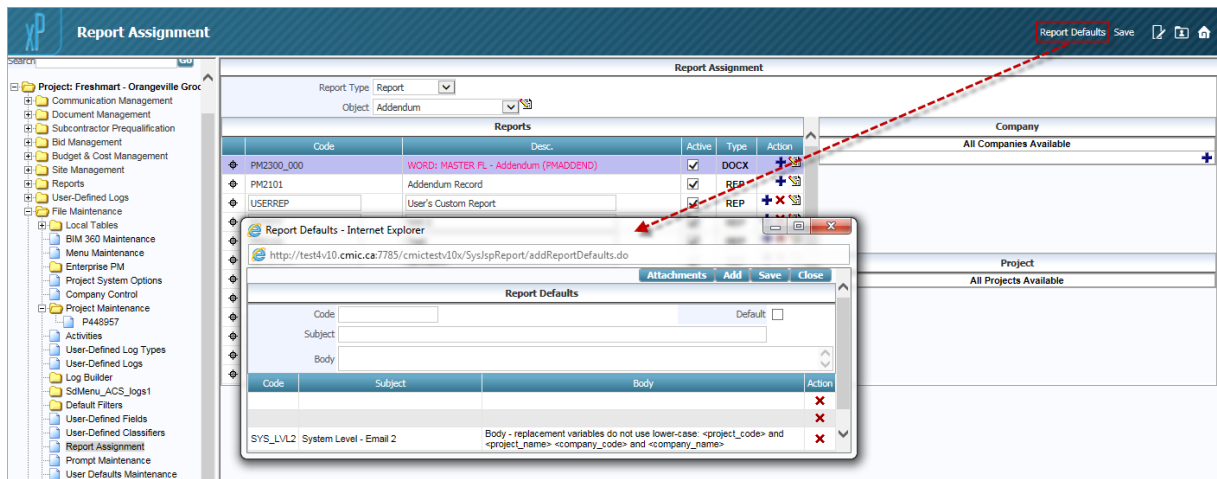 xP
Report Assignment
Report Defaults Save
Search Go
Project: Freshmart - Orangeville Groc
Communication Management
Document Management
Subcontractor Prequalification
Bid Management
Budget & Cost Management
Site Management
Reports
User-Defined Logs
File Maintenance
Local Tables
BIM 360 Maintenance
Menu Maintenance
Enterprise PM
Project System Options
Company Control
Project Maintenance
P448957
Activities
User-Defined Log Types
User-Defined Logs
Log Builder
SdMenu_ACS_logs1
Default Filters
User-Defined Fields
User-Defined Classifiers
Report Assignment
Prompt Maintenance
User Defaults Maintenance
Report Assignment
Report Type Report
Object Addendum
Reports
Code Desc. Active Type Action
PM2300_000 WORD: MASTER FL - Addendum (PMADDEND) DOCX
PM2101 Addendum Record REP
USERREP User's Custom Report REP
Company
All Companies Available
Project
All Projects Available
Report Defaults - Internet Explorer
http://test4v10.cmic.ca:7785/cmictestv10x/SysJspReport/addReportDefaults.do
Attachments Add Save Close
Report Defaults
Code Default
Subject
Body
Code Subject Body Action
SYS_LVL2 System Level - Email 2 Body - replacement variables do not use lower-case: <project_code> and
<project_name> <company_code> and <company_name>